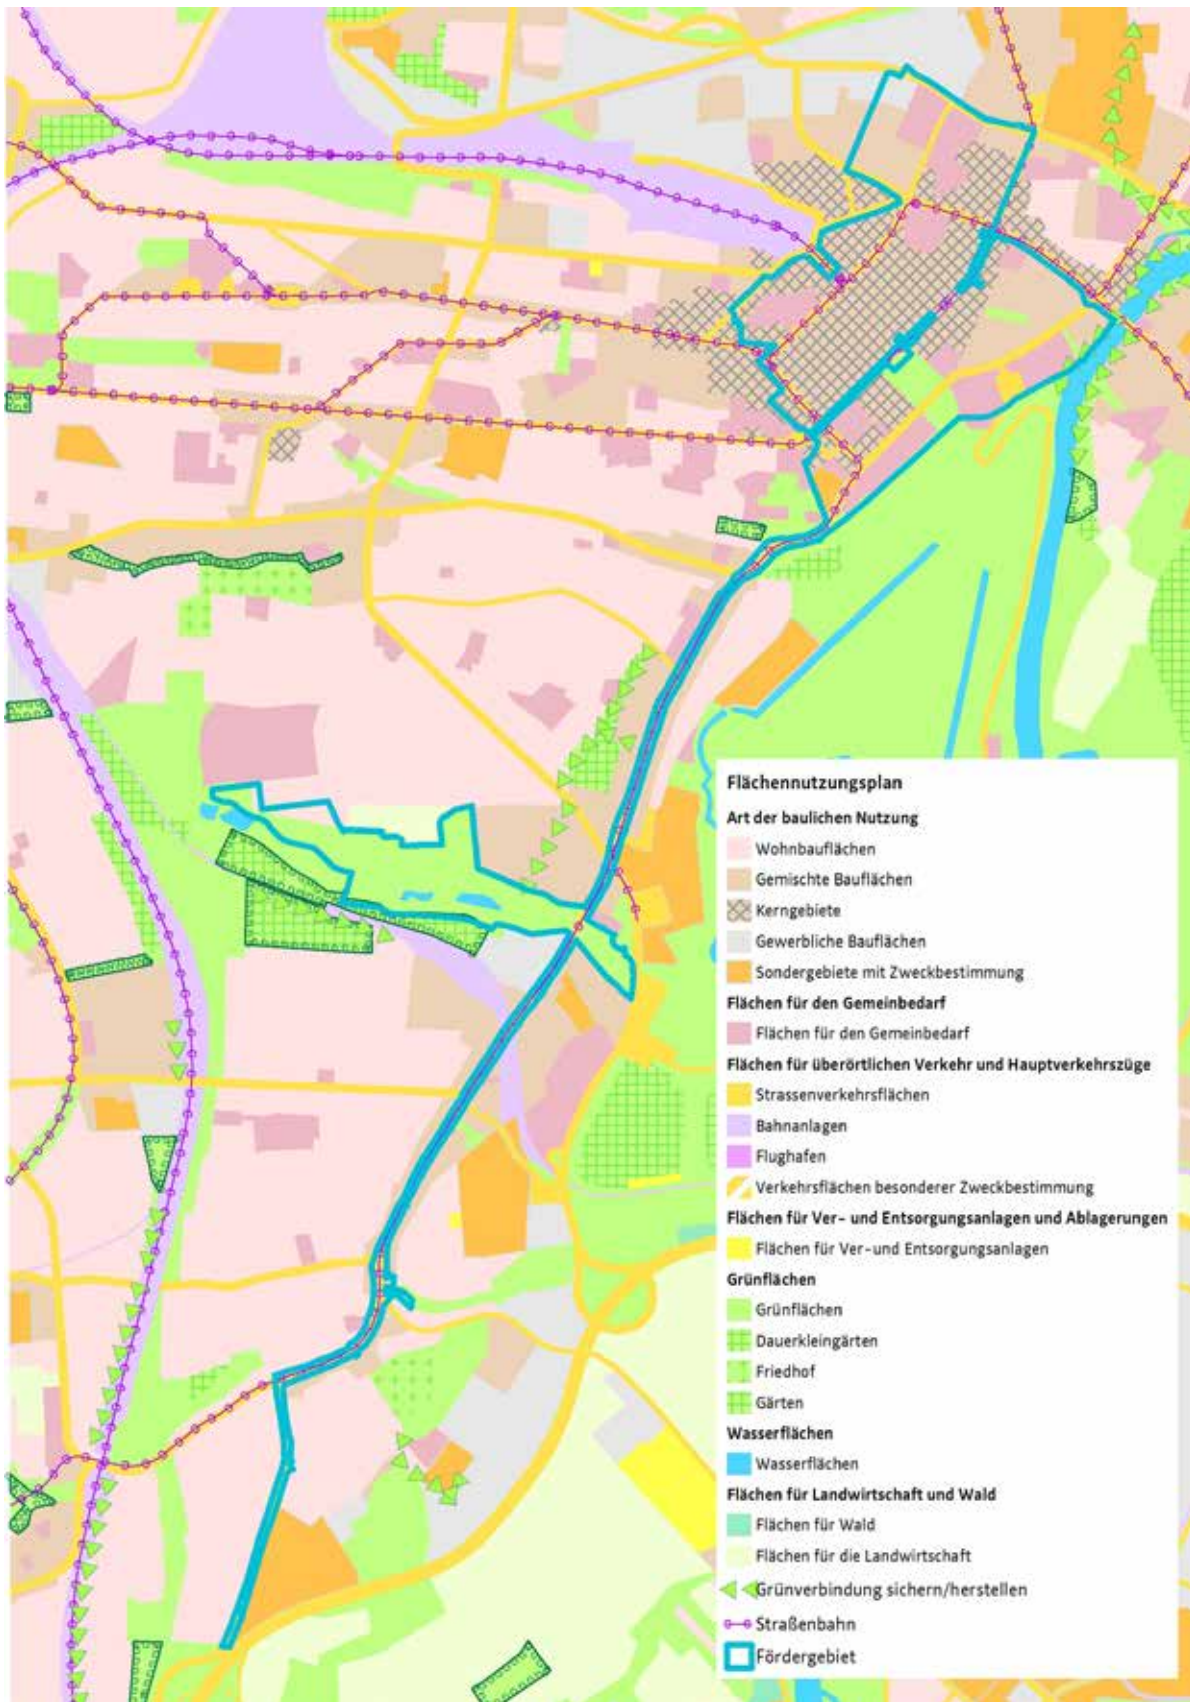 Flächennutzungsplan
Art der baulichen Nutzung
Wohnbauflächen
Gemischte Bauflächen
Kerngebiete
Gewerbliche Bauflächen
Sondergebiete mit Zweckbestimmung
Flächen für den Gemeinbedarf
Flächen für den Gemeinbedarf
Flächen für überörtlichen Verkehr und Hauptverkehrszüge
Strassenverkehrsflächen
Bahnanlagen
Flughafen
Verkehrsflächen besonderer Zweckbestimmung
Flächen für Ver- und Entsorgungsanlagen und Ablagerungen
Flächen für Ver-und Entsorgungsanlagen
Grünflächen
Grünflächen
Dauerkleingärten
Friedhof
Gärten
Wasserflächen
Wasserflächen
Flächen für Landwirtschaft und Wald
Flächen für Wald
Flächen für die Landwirtschaft
Grünverbindung sichern/herstellen
Straßenbahn
Fördergebiet